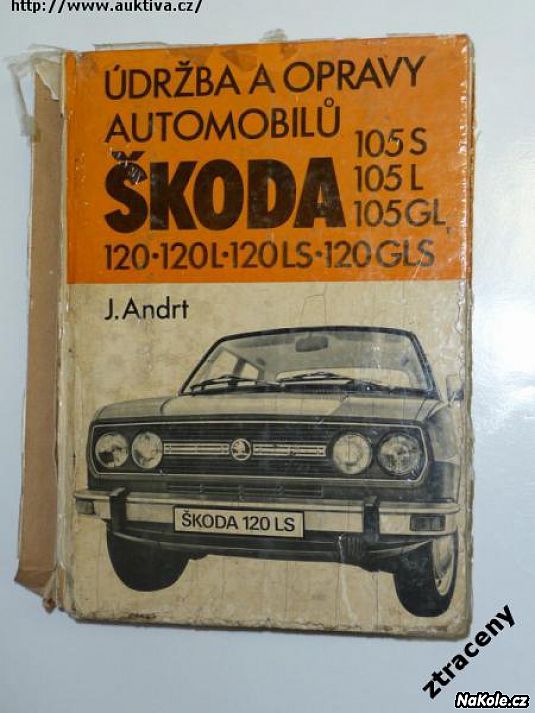 http://www.auktiva.cz/
ÚDRŽBA A OPRAVY
AUTOMOBILŮ
ŠKODA
105 S
105 L
105 GL,
120·120L·120 LS·120 GLS
J. Andrt
ŠKODA 120 LS
ztraceny
NaKole.cz